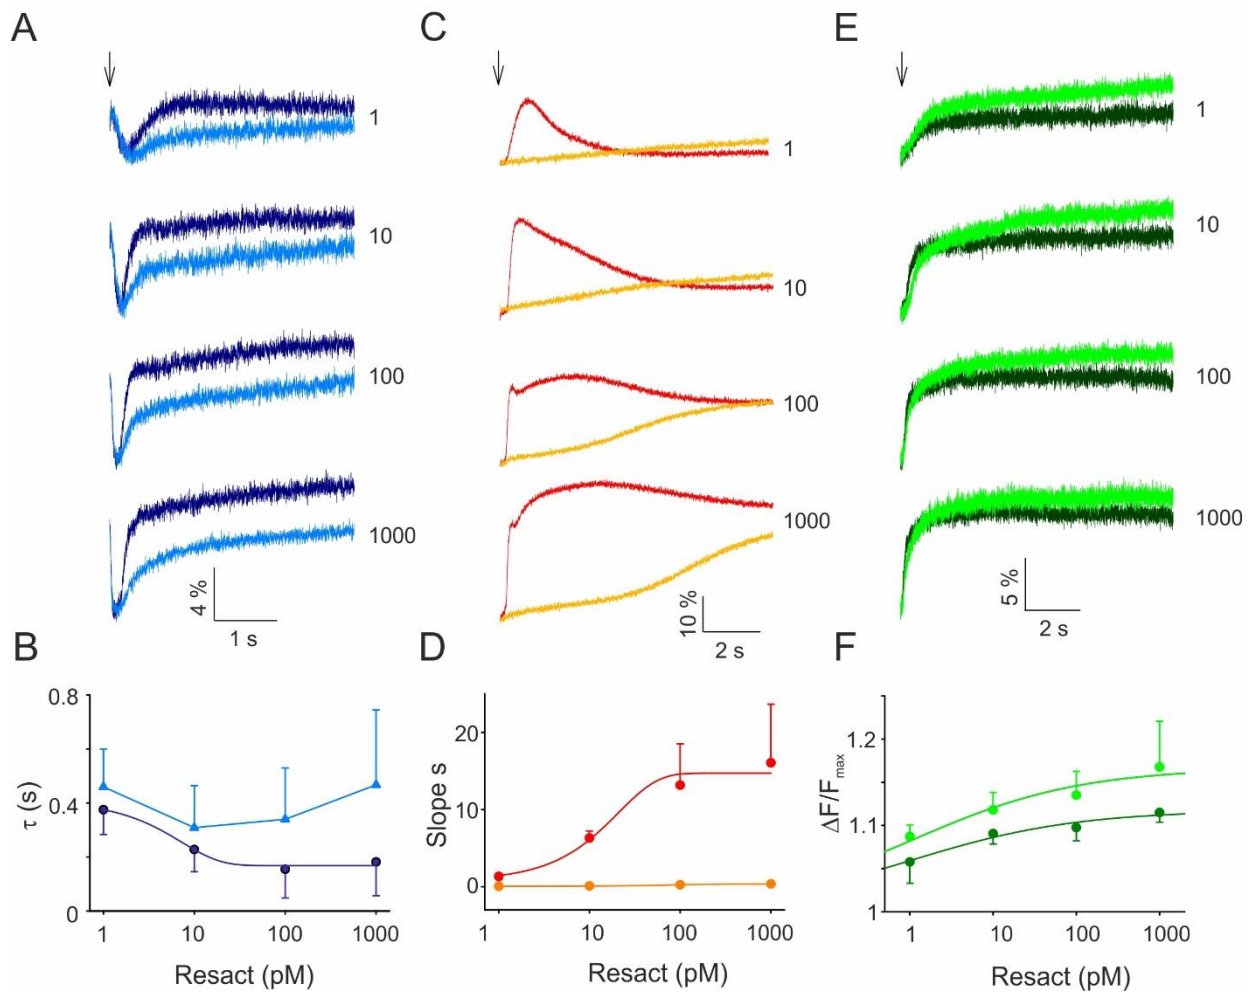 A C E
1 1 1
10 10 10
100 100 100
1000 1000 1000
4 % 10 % 5 %
1 s 2 s 2 s
B D F
0.8
0.4
0
τ (s)
1 10 100 1000
Resact (pM)
20
10
0
Slope s
1 10 100 1000
Resact (pM)
1.2
1.1
1
ΔF/Fmax
1 10 100 1000
Resact (pM)